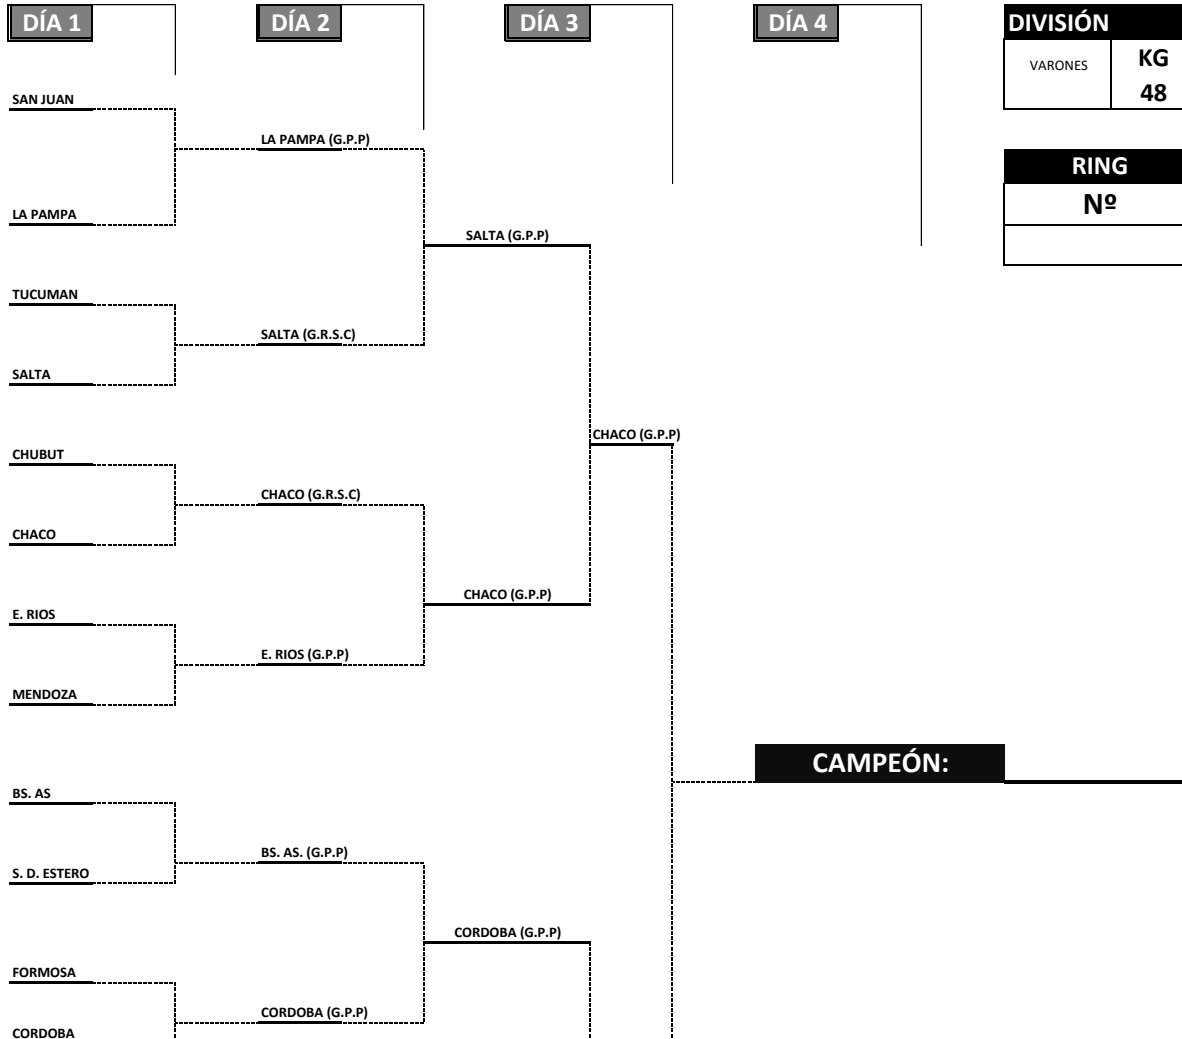 DÍA 1
DÍA 2
DÍA 3
DÍA 4
DIVISIÓN
VARONES
KG
48
SAN JUAN
LA PAMPA (G.P.P)
RING
Nº
LA PAMPA
SALTA (G.P.P)
TUCUMAN
SALTA (G.R.S.C)
SALTA
CHACO (G.P.P)
CHUBUT
CHACO (G.R.S.C)
CHACO
CHACO (G.P.P)
E. RIOS
E. RIOS (G.P.P)
MENDOZA
CAMPEÓN:
BS. AS
BS. AS. (G.P.P)
S. D. ESTERO
CORDOBA (G.P.P)
FORMOSA
CORDOBA (G.P.P)
CORDOBA